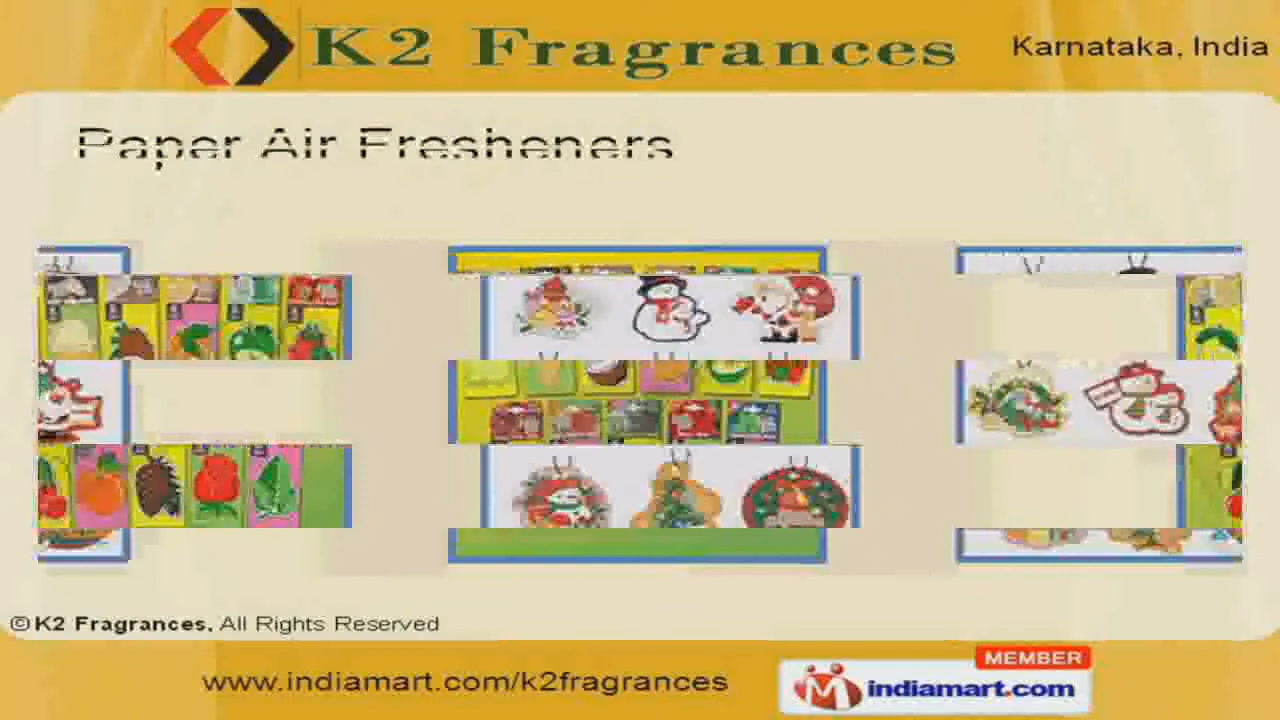 K2 Fragrances
Karnataka, India
Paper Air Fresheners
© K2 Fragrances, All Rights Reserved
www.indiamart.com/k2fragrances
MEMBER
indiamart.com